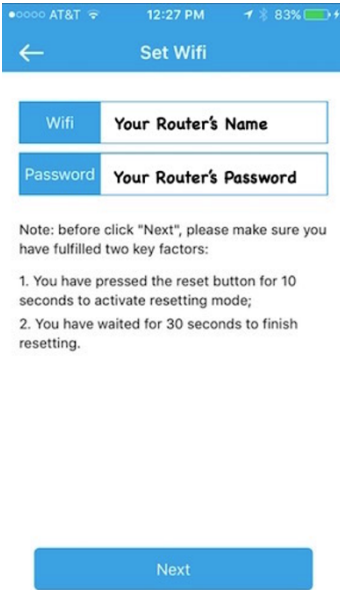 AT&T 12:27 PM 83%
Set Wifi
Wifi Your Router's Name
Password Your Router's Password
Note: before click "Next", please make sure you
have fulfilled two key factors:
1. You have pressed the reset button for 10
seconds to activate resetting mode;
2. You have waited for 30 seconds to finish
resetting.
Next